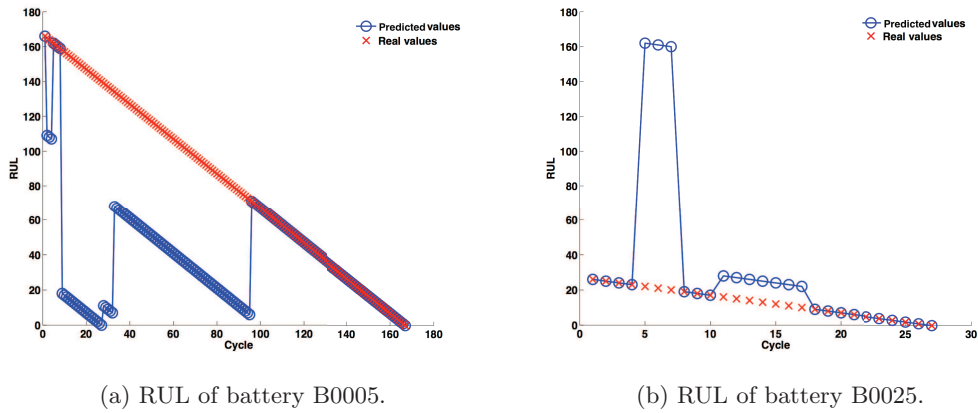 180
160
140
120
100
80
60
40
20
0
RUL
0 20 40 60 80 100 120 140 160 180
Cycle
Predicted values
Real values
(a) RUL of battery B0005.
180
160
140
120
100
80
60
40
20
0
RUL
0 5 10 15 20 25 30
Cycle
Predicted values
Real values
(b) RUL of battery B0025.